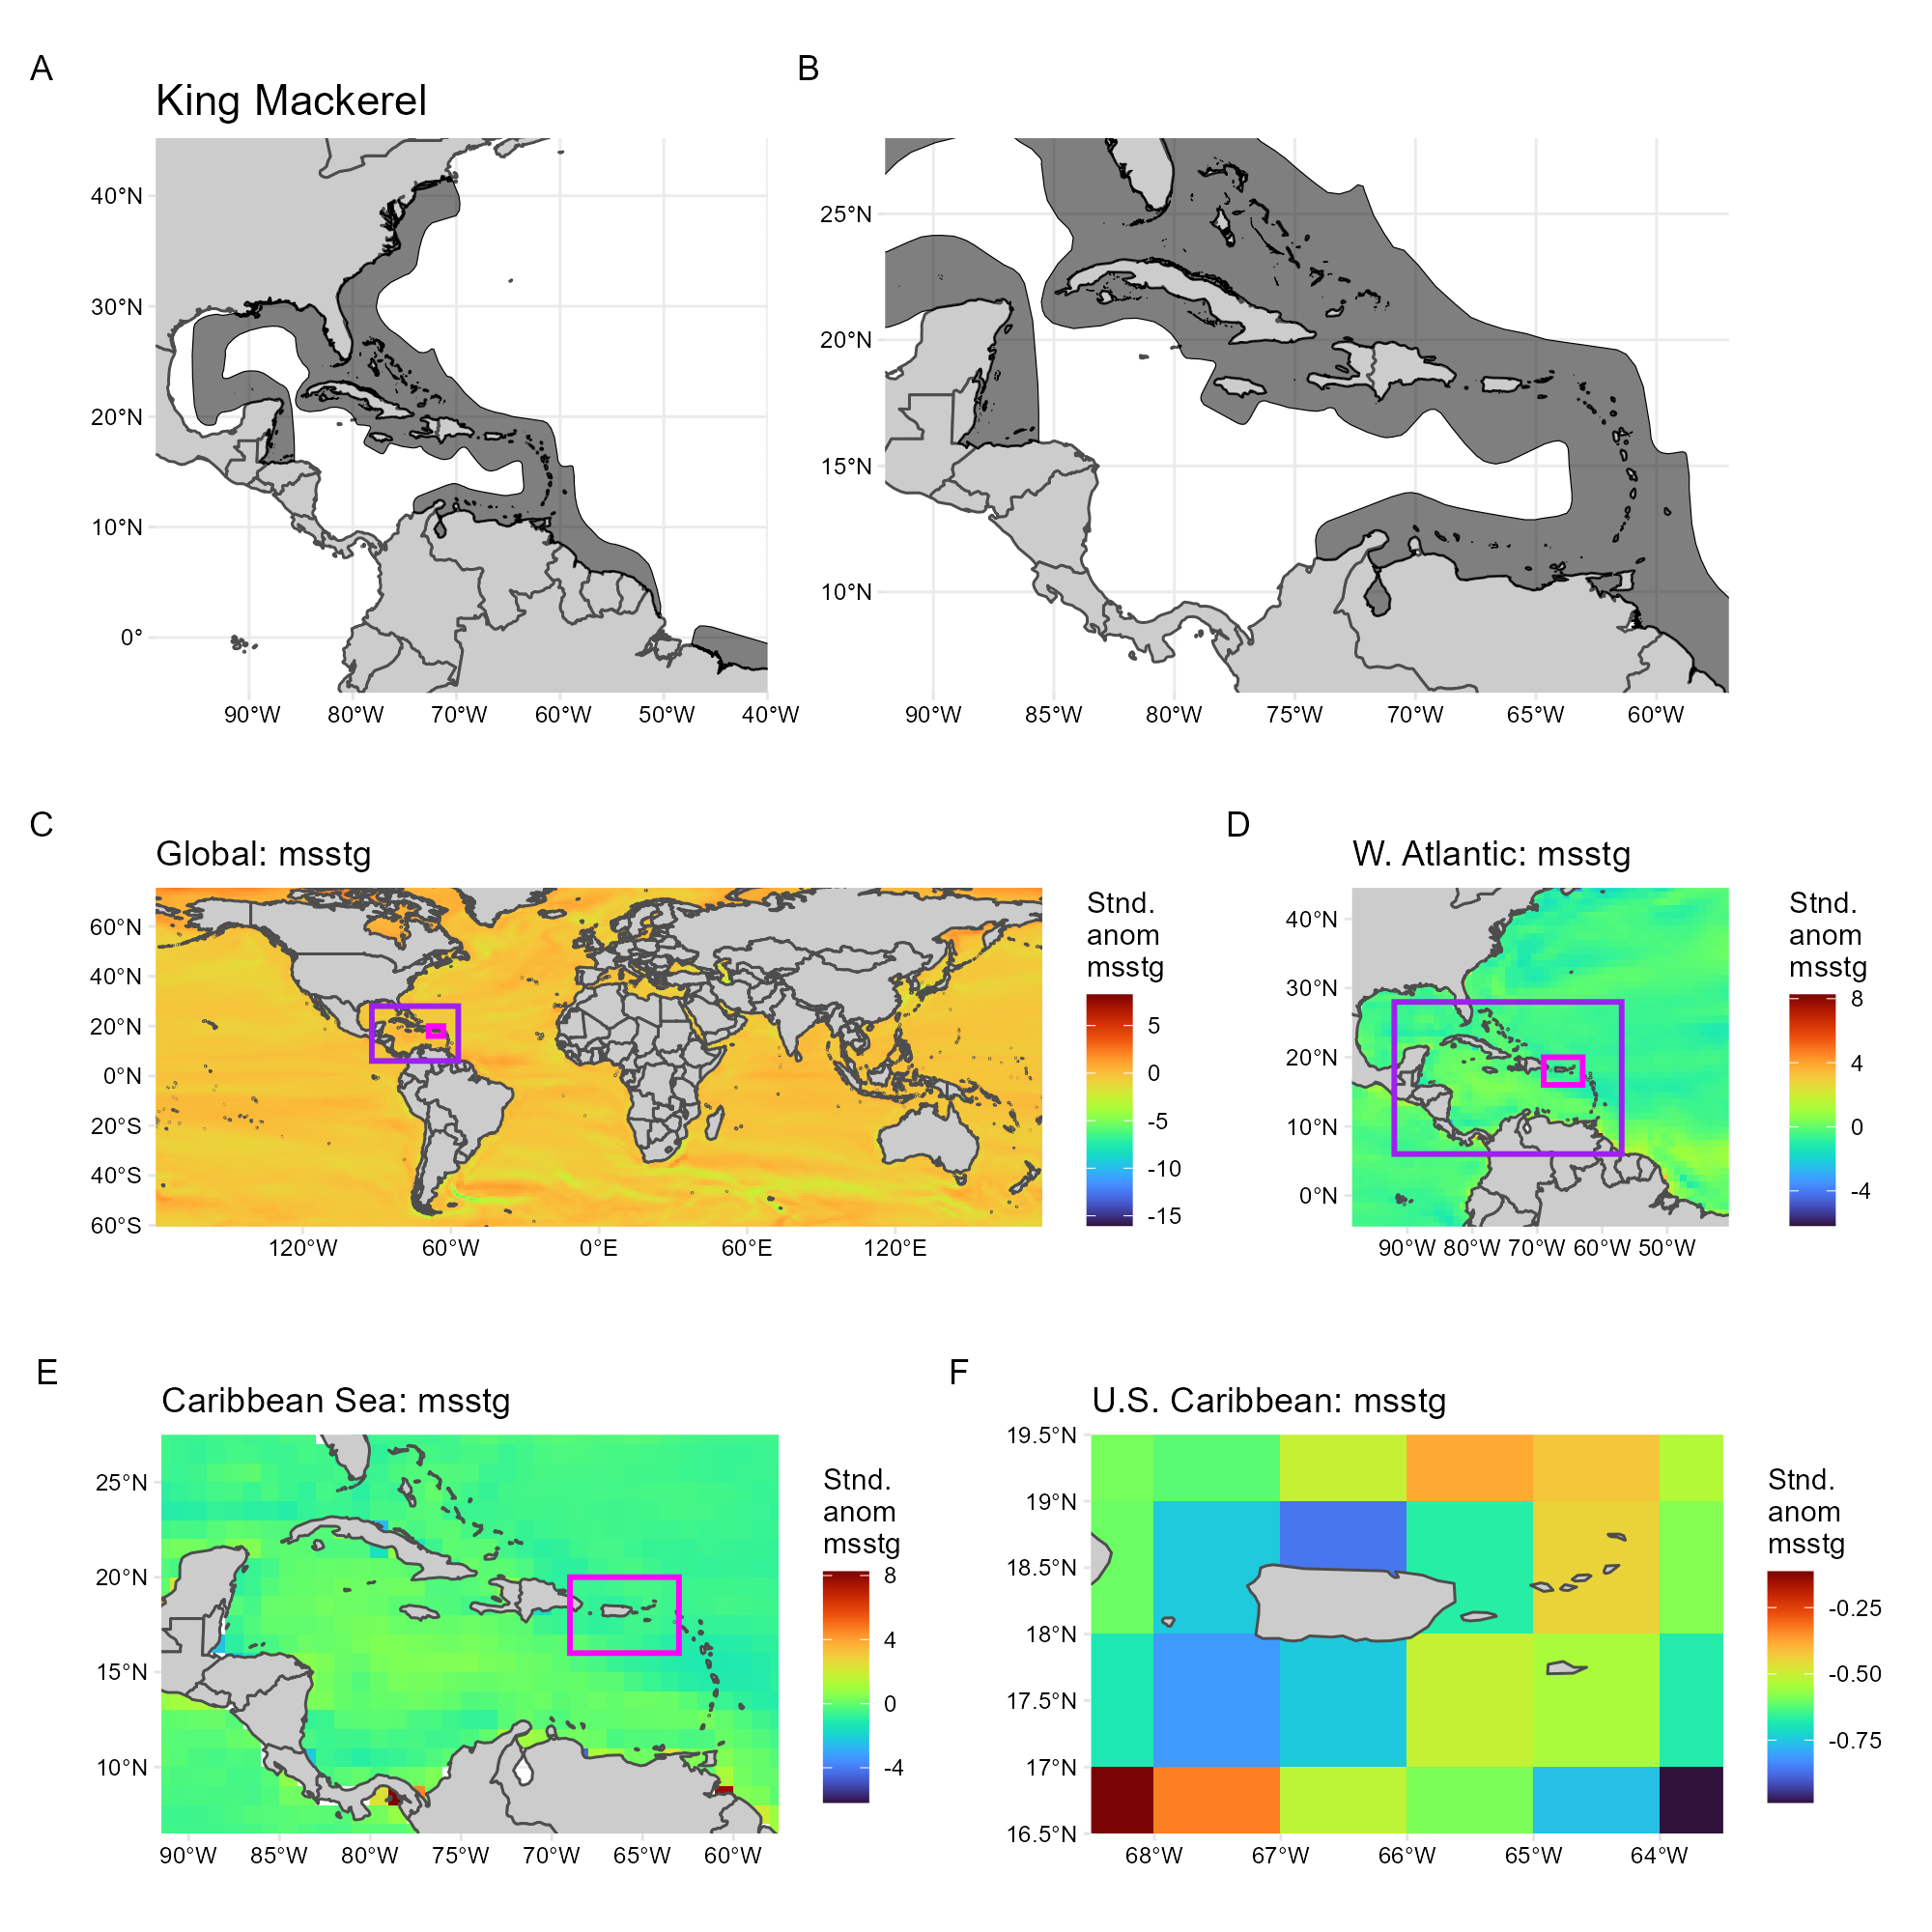 A
B
King Mackerel
40°N
30°N
20°N
10°N
0°
90°W 80°W 70°W 60°W 50°W 40°W
25°N
20°N
15°N
10°N
90°W 85°W 80°W 75°W 70°W 65°W 60°W
C
D
Global: msstg
60°N
40°N
20°N
0°N
20°S
40°S
60°S
120°W 60°W 0°E 60°E 120°E
Stnd.
anom
msstg
5
0
-5
-10
-15
W. Atlantic: msstg
40°N
30°N
20°N
10°N
0°N
90°W 80°W 70°W 60°W 50°W
Stnd.
anom
msstg
8
4
0
-4
E
F
Caribbean Sea: msstg
25°N
20°N
15°N
10°N
90°W 85°W 80°W 75°W 70°W 65°W 60°W
Stnd.
anom
msstg
8
4
0
-4
U.S. Caribbean: msstg
19.5°N
19°N
18.5°N
18°N
17.5°N
17°N
16.5°N
68°W 67°W 66°W 65°W 64°W
Stnd.
anom
msstg
-0.25
-0.50
-0.75